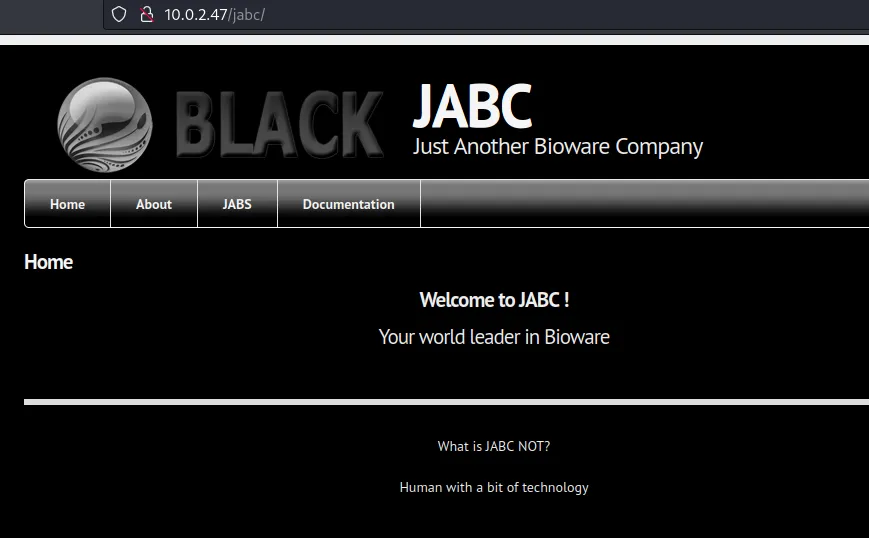 10.0.2.47/jabc/
BLACK
JABC
Just Another Bioware Company
Home
About
JABS
Documentation
Home
Welcome to JABC !
Your world leader in Bioware
What is JABC NOT?
Human with a bit of technology